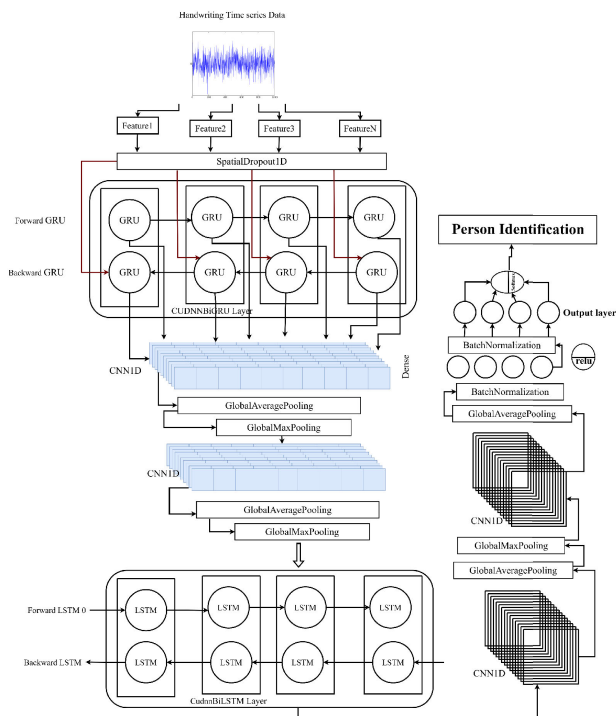 Handwriting Time series Data
Feature1
Feature2
Feature3
FeatureN
SpatialDropout1D
Forward GRU
GRU
GRU
GRU
GRU
Backward GRU
GRU
GRU
GRU
GRU
CUDNNBiGRU Layer
CNN1D
Dense
GlobalAveragePooling
GlobalMaxPooling
CNN1D
GlobalAveragePooling
GlobalMaxPooling
Forward LSTM 0
LSTM
LSTM
LSTM
LSTM
Backward LSTM
LSTM
LSTM
LSTM
LSTM
CudnnBiLSTM Layer
Person Identification
Output layer
BatchNormalization
relu
BatchNormalization
GlobalAveragePooling
CNN1D
GlobalMaxPooling
GlobalAveragePooling
CNN1D